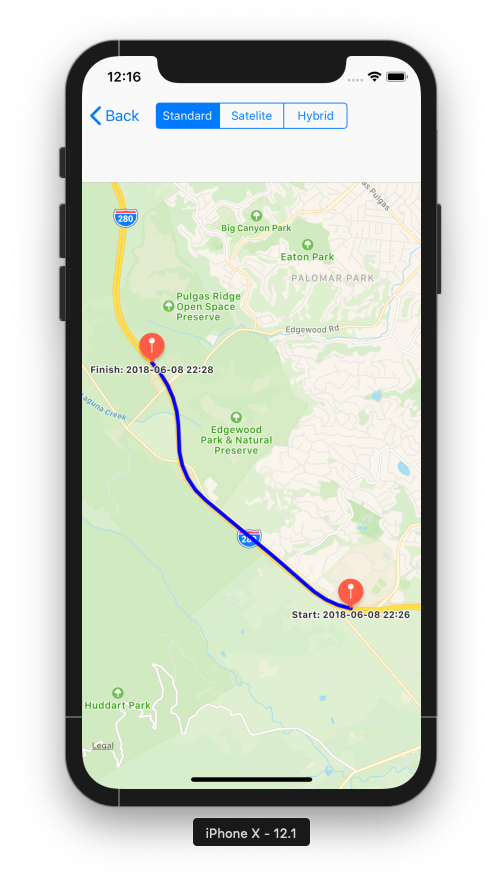 12:16
Back
Standard
Satelite
Hybrid
as Pulgas
280
Big Canyon Park
Eaton Park
PALOMAR PARK
Pulgas Ridge
Open Space
Preserve
Edgewood Rd
Finish: 2018-06-08 22:28
Laguna Creek
Edgewood
Park & Natural
Preserve
280
Start: 2018-06-08 22:26
Huddart Park
Legal
iPhone X - 12.1